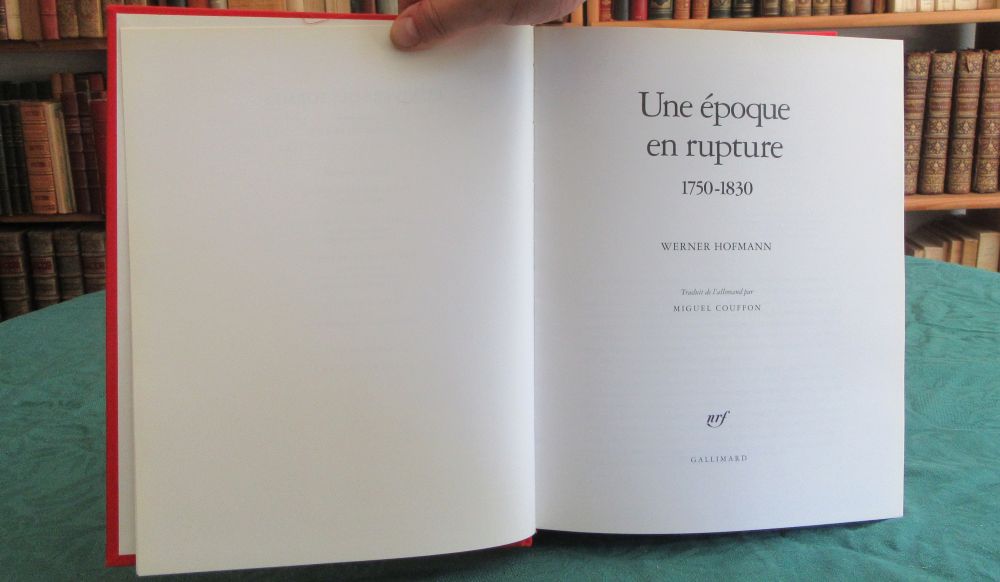 Une époque
en rupture
1750-1830
WERNER HOFMANN
Traduit de l'allemand par
MIGUEL COUFFON
nrf
GALLIMARD